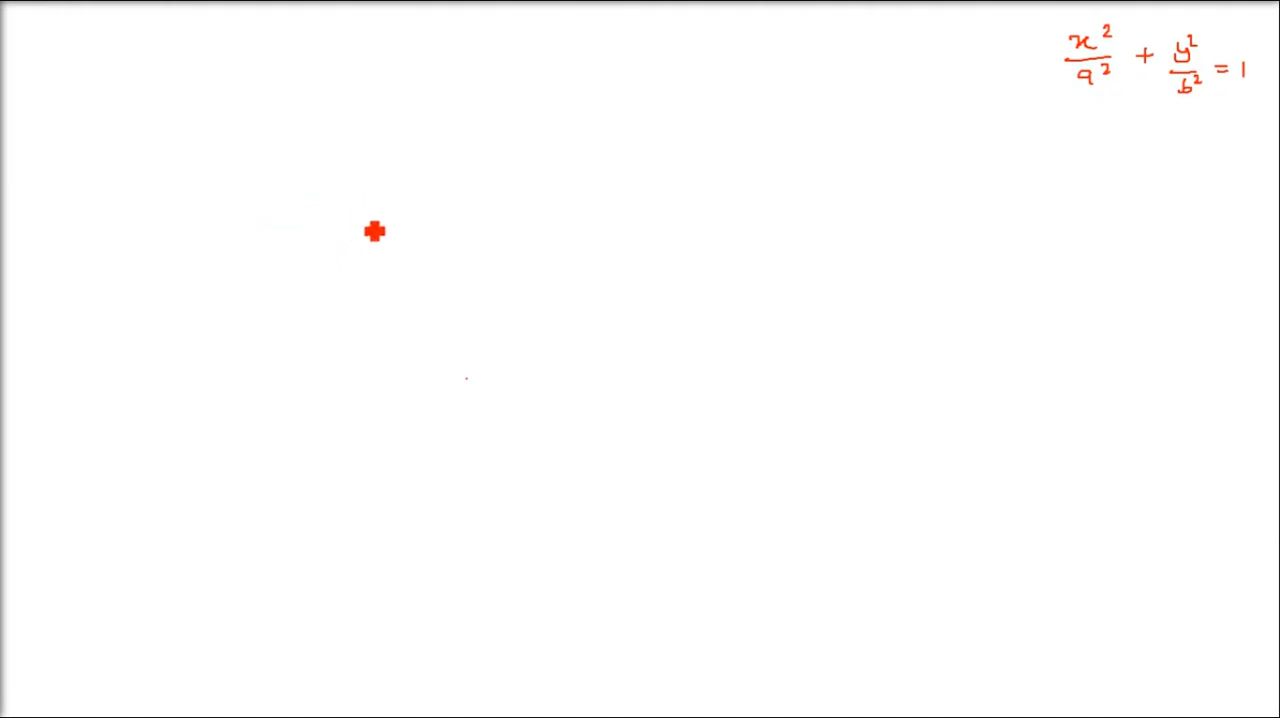 x²/a² + y²/b² = 1